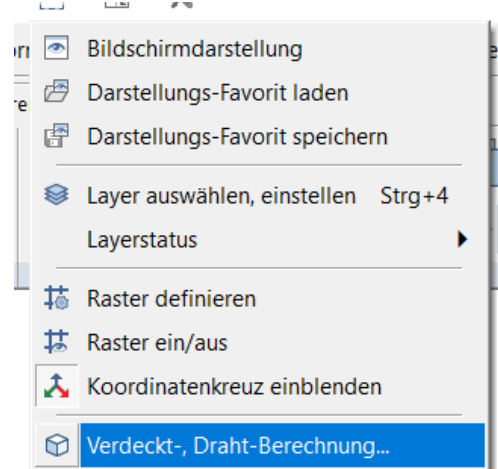 Bildschirmdarstellung
Darstellungs-Favorit laden
Darstellungs-Favorit speichern
Layer auswählen, einstellen Strg+4
Layerstatus
Raster definieren
Raster ein/aus
Koordinatenkreuz einblenden
Verdeckt-, Draht-Berechnung...